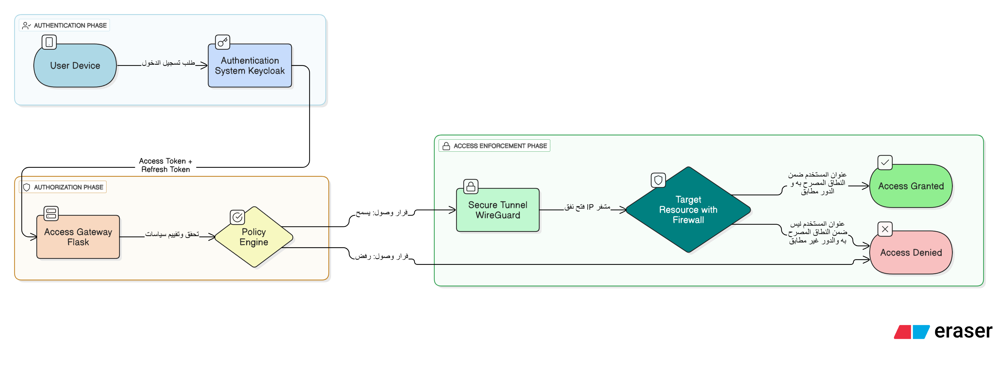 AUTHENTICATION PHASE
User Device
طلب تسجيل الدخول
Authentication
System Keycloak
Access Token +
Refresh Token
AUTHORIZATION PHASE
Access Gateway
Flask
تحقق وتقييم سياسات
Policy
Engine
قرار وصول: يسمح
قرار وصول: رفض
ACCESS ENFORCEMENT PHASE
Secure Tunnel
WireGuard
فتح نفق IP مشفر
Target
Resource with
Firewall
عنوان المستخدم ضمن
النطاق المصرح به و
الدور مطابق
Access Granted
عنوان المستخدم ليس
ضمن النطاق المصرح
به والدور غير مطابق
Access Denied
eraser